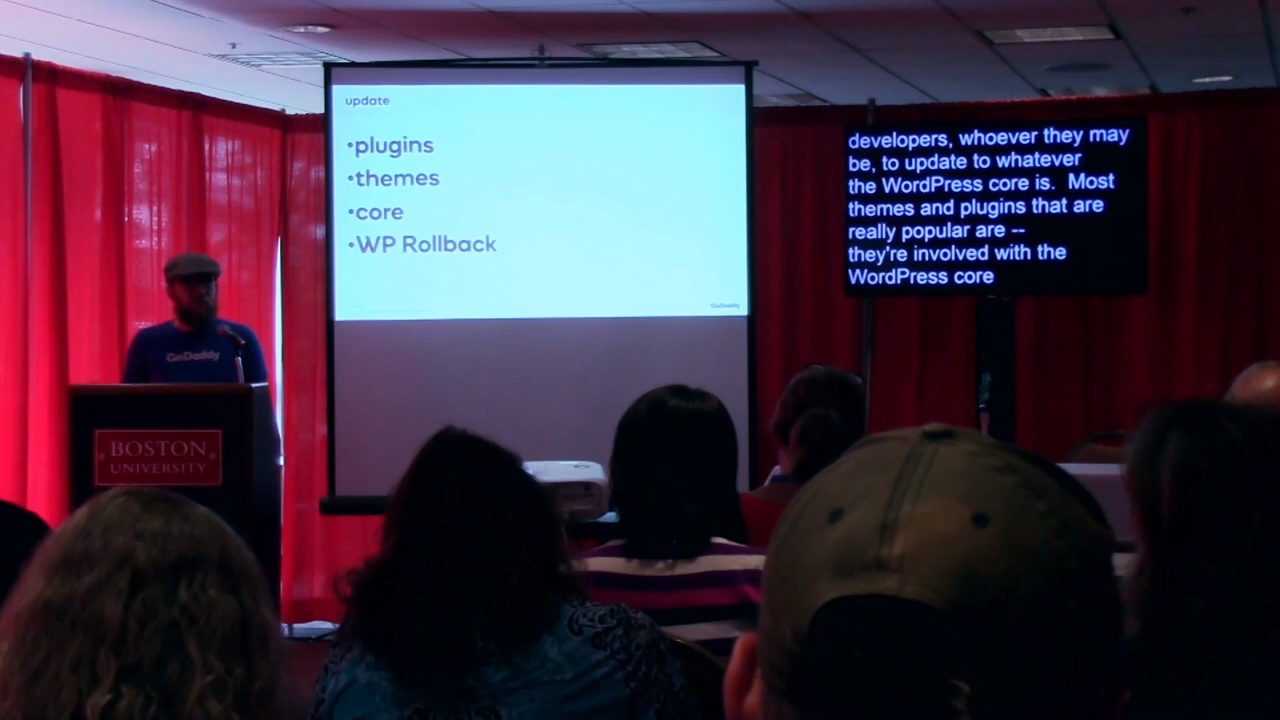 update
•plugins
•themes
•core
•WP Rollback
GoDaddy
developers, whoever they may
be, to update to whatever
the WordPress core is.  Most
themes and plugins that are
really popular are --
they're involved with the
WordPress core
GoDaddy
BOSTON
UNIVERSITY